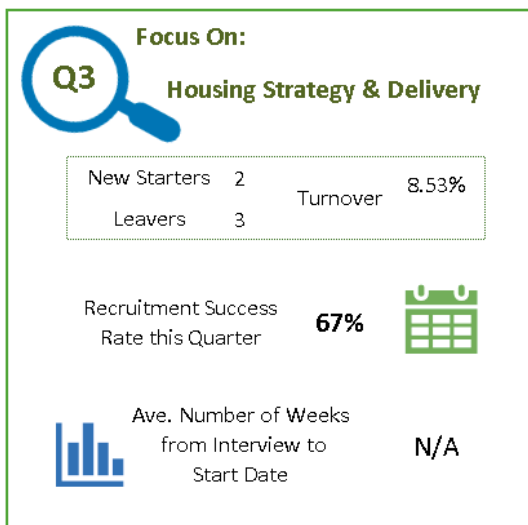 Focus On:
Q3
Housing Strategy & Delivery
New Starters 2
Turnover 8.53%
Leavers 3
Recruitment Success
Rate this Quarter
67%
Ave. Number of Weeks
from Interview to
Start Date
N/A